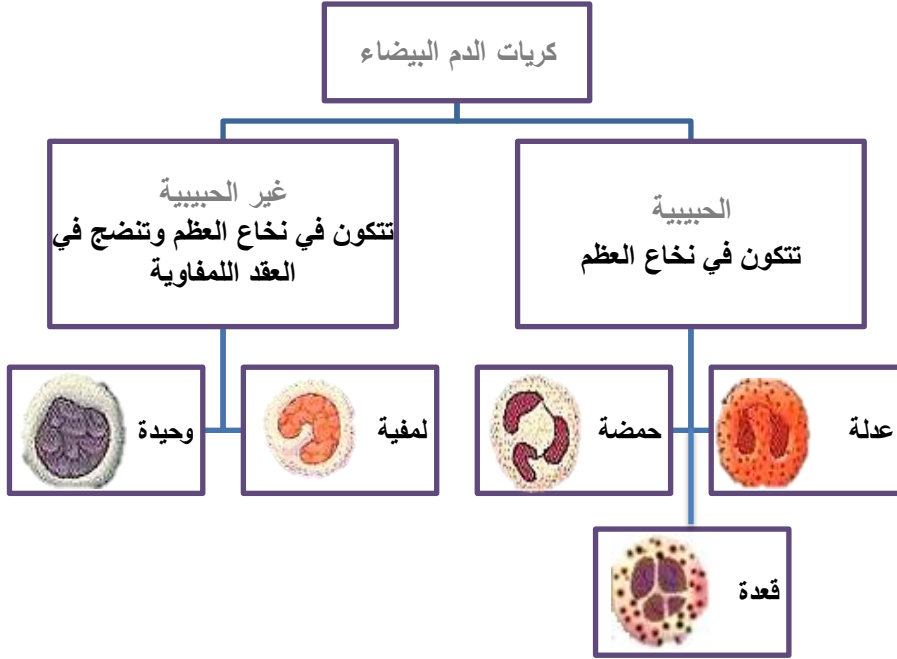 كريات الدم البيضاء
الحبيبية
تتكون في نخاع العظم
غير الحبيبية
تتكون في نخاع العظم وتنضج في
العقد اللمفاوية
عدلة
حمضة
لمفية
وحيدة
قعدة